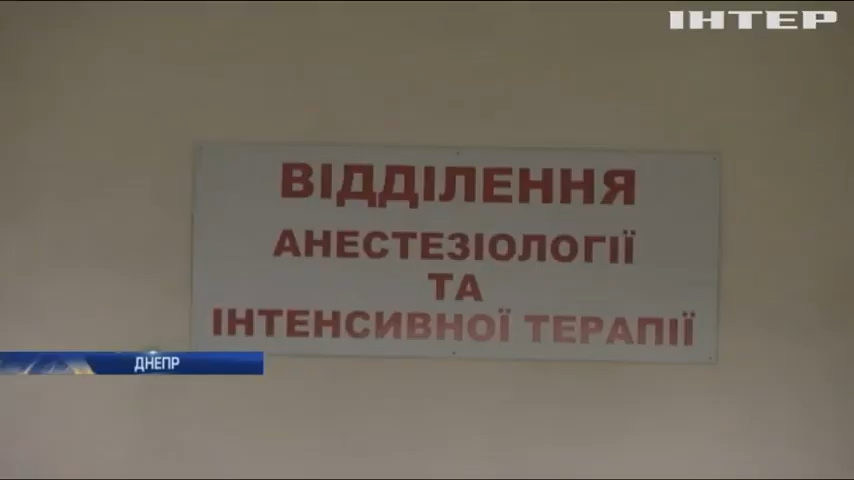 ІНТЕР
ВІДДІЛЕННЯ
АНЕСТЕЗІОЛОГІЇ
ТА
ІНТЕНСИВНОЇ ТЕРАПІЇ
ДНЕПР